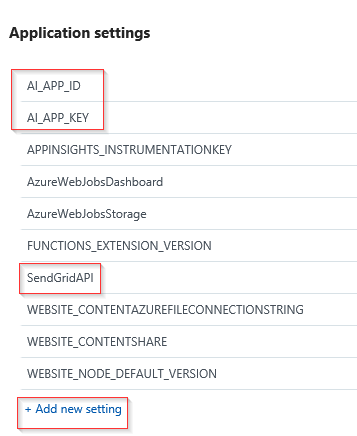 Application settings
AI_APP_ID
AI_APP_KEY
APPINSIGHTS_INSTRUMENTATIONKEY
AzureWebJobsDashboard
AzureWebJobsStorage
FUNCTIONS_EXTENSION_VERSION
SendGridAPI
WEBSITE_CONTENTAZUREFILECONNECTIONSTRING
WEBSITE_CONTENTSHARE
WEBSITE_NODE_DEFAULT_VERSION
+ Add new setting